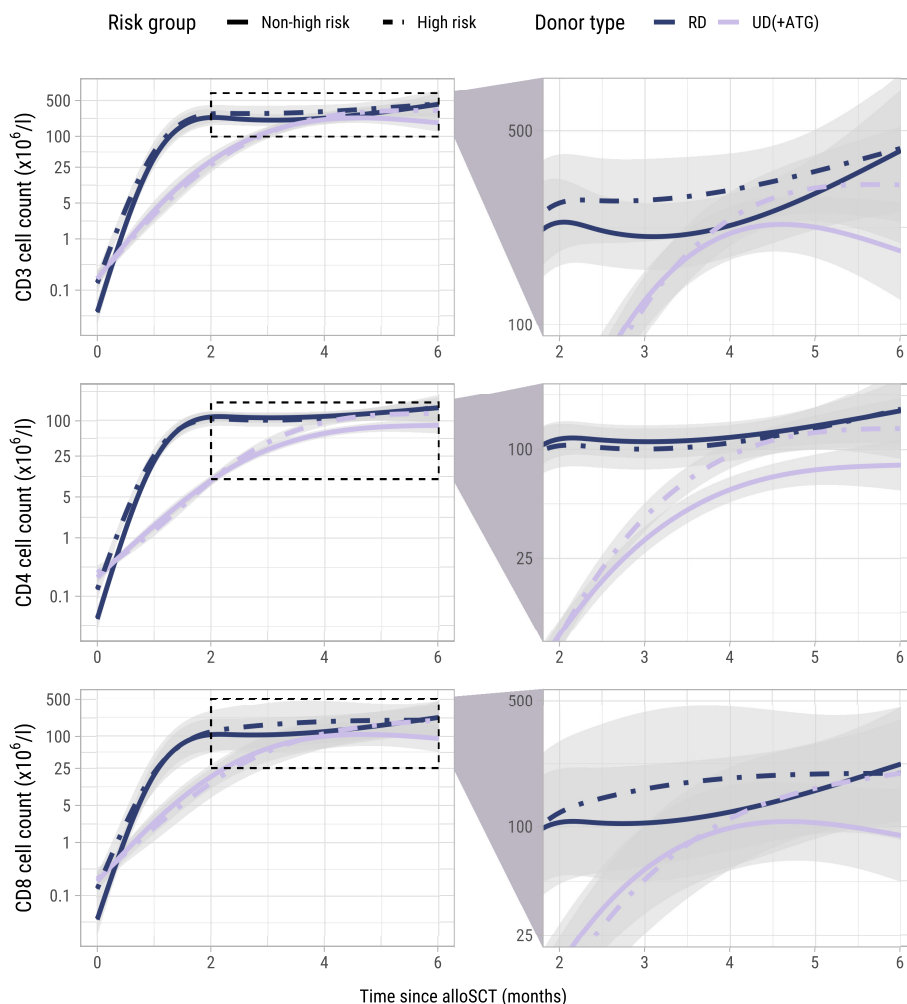 Risk group Non-high risk High risk Donor type RD UD(+ATG)
CD3 cell count (x10⁶/l)
500
100
25
5
1
0.1
0 2 4 6
500
100
2 3 4 5 6
CD4 cell count (x10⁶/l)
100
25
5
1
0.1
0 2 4 6
100
25
2 3 4 5 6
CD8 cell count (x10⁶/l)
500
100
25
5
1
0.1
0 2 4 6
500
100
25
2 3 4 5 6
Time since alloSCT (months)